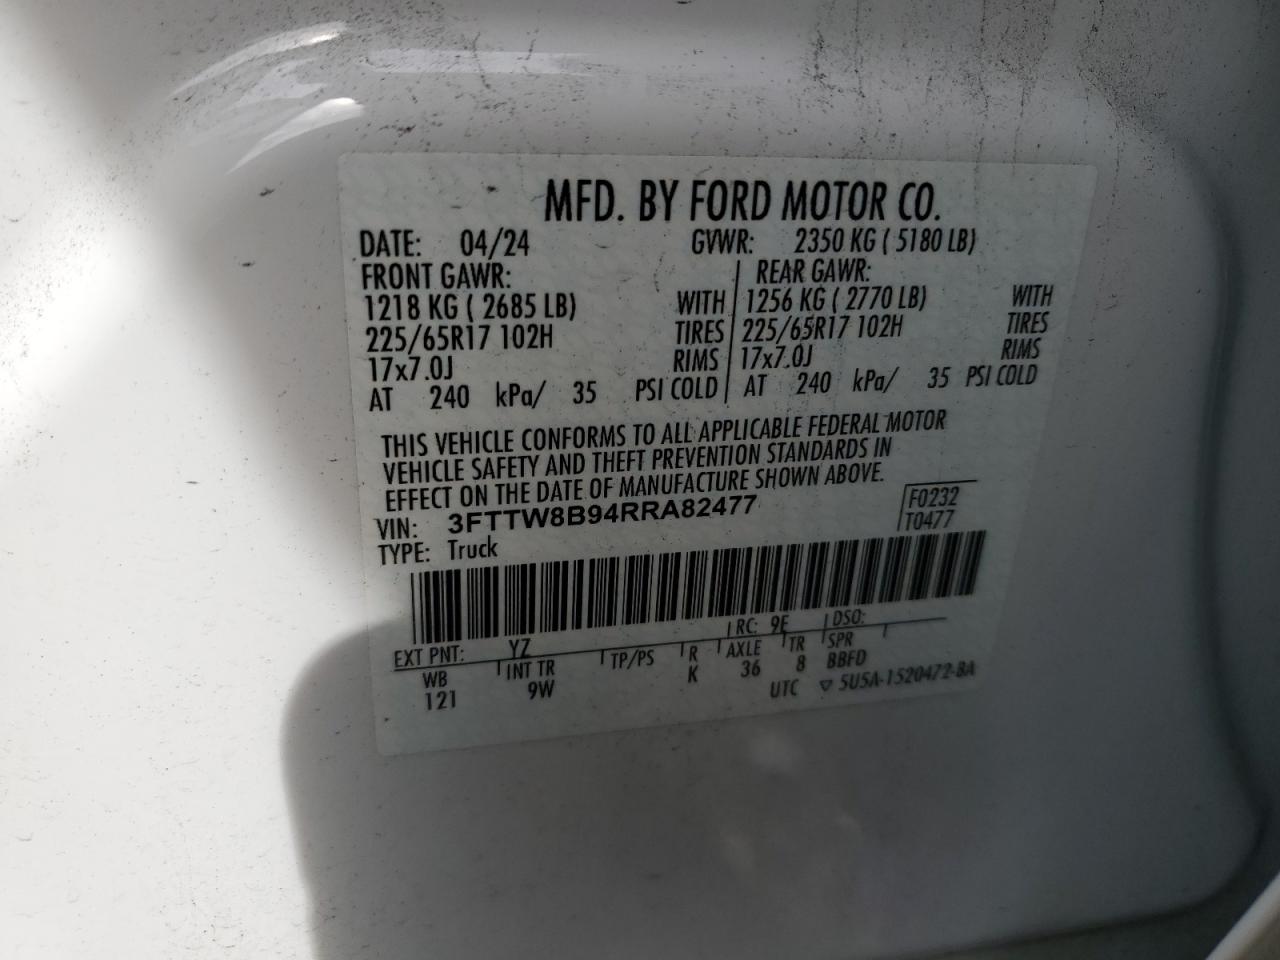 MFD. BY FORD MOTOR CO.
DATE: 04/24 GVWR: 2350 KG ( 5180 LB)
FRONT GAWR: REAR GAWR:
1218 KG ( 2685 LB) WITH 1256 KG ( 2770 LB) WITH
225/65R17 102H TIRES 225/65R17 102H TIRES
17x7.0J RIMS 17x7.0J RIMS
AT 240 kPa/ 35 PSI COLD AT 240 kPa/ 35 PSI COLD
THIS VEHICLE CONFORMS TO ALL APPLICABLE FEDERAL MOTOR
VEHICLE SAFETY AND THEFT PREVENTION STANDARDS IN
EFFECT ON THE DATE OF MANUFACTURE SHOWN ABOVE.
VIN: 3FTTW8B94RRA82477 F0232
TYPE: Truck T0477
EXT PNT: YZ RC: 9E DSO:
WB INT TR TP/PS R AXLE TR SPR
121 9W K 36 8 BBFD
UTC ▽ 5U5A-1520472-BA